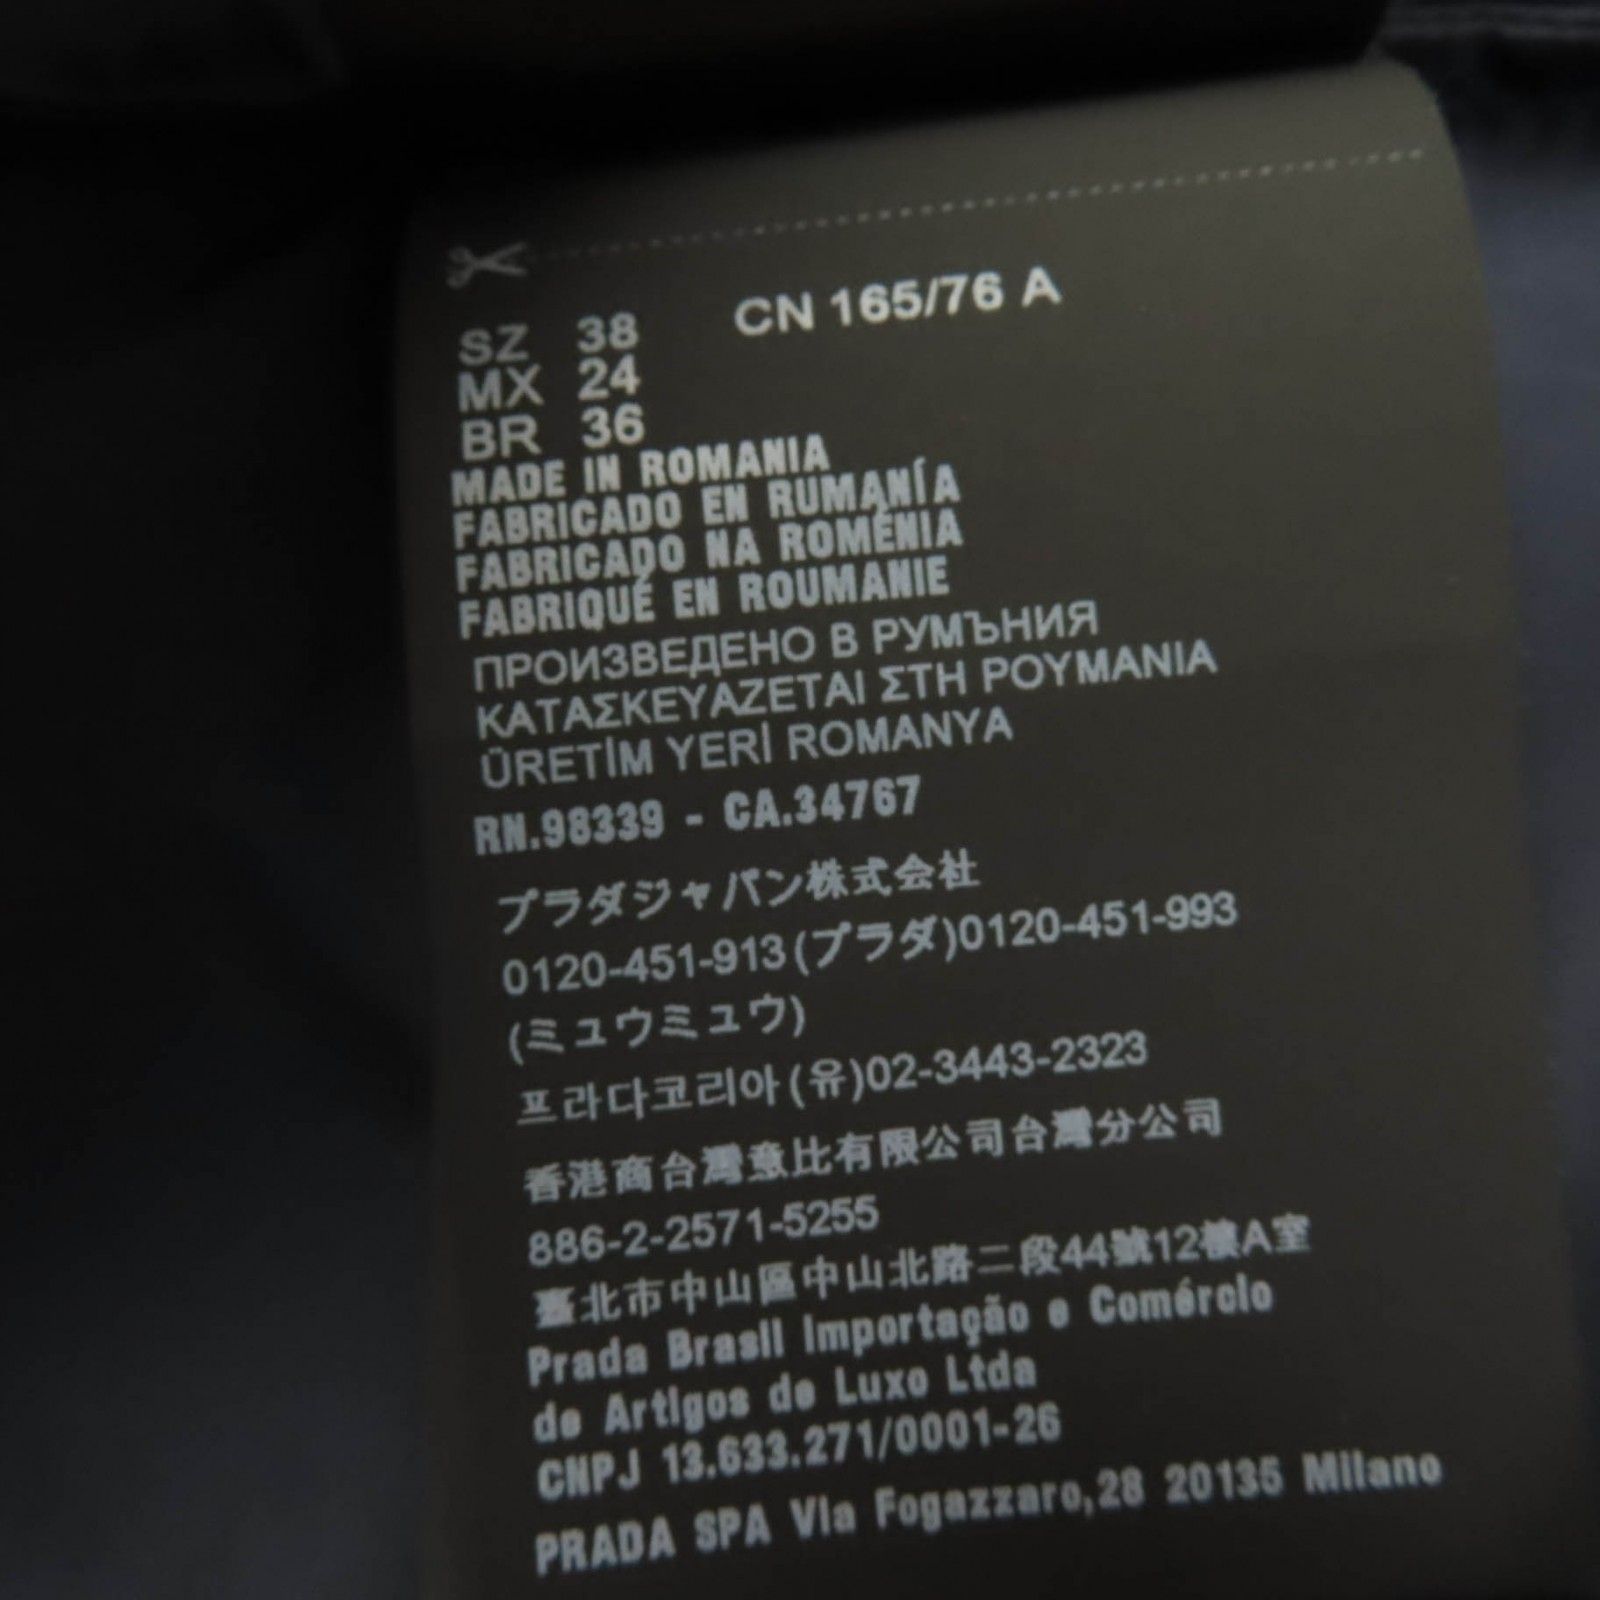 SZ 38 CN 165/76 A
MX 24
BR 36
MADE IN ROMANIA
FABRICADO EN RUMANÍA
FABRICADO NA ROMÉNIA
FABRIQUÉ EN ROUMANIE
ПРОИЗВЕДЕНО В РУМЪНИЯ
ΚΑΤΑΣΚΕΥΑΖΕΤΑΙ ΣΤΗ ΡΟΥΜΑΝΙΑ
ÜRETİM YERİ ROMANYA
RN.98339 - CA.34767
プラダジャパン株式会社
0120-451-913(プラダ)0120-451-993
(ミュウミュウ)
프라다코리아(유)02-3443-2323
香港商台灣意比有限公司台灣分公司
886-2-2571-5255
臺北市中山區中山北路二段44號12樓A室
Prada Brasil Importação e Comércio
de Artigos de Luxo Ltda
CNPJ 13.633.271/0001-26
PRADA SPA Via Fogazzaro,28 20135 Milano